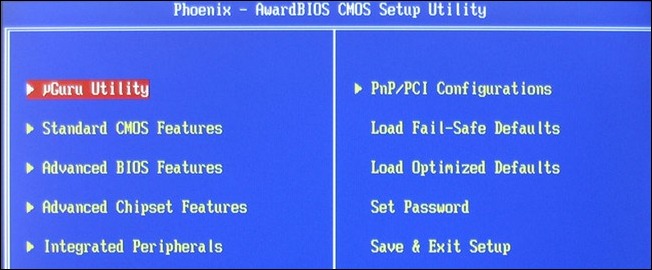 Phoenix - AwardBIOS CMOS Setup Utility
µGuru Utility
Standard CMOS Features
Advanced BIOS Features
Advanced Chipset Features
Integrated Peripherals
PnP/PCI Configurations
Load Fail-Safe Defaults
Load Optimized Defaults
Set Password
Save & Exit Setup